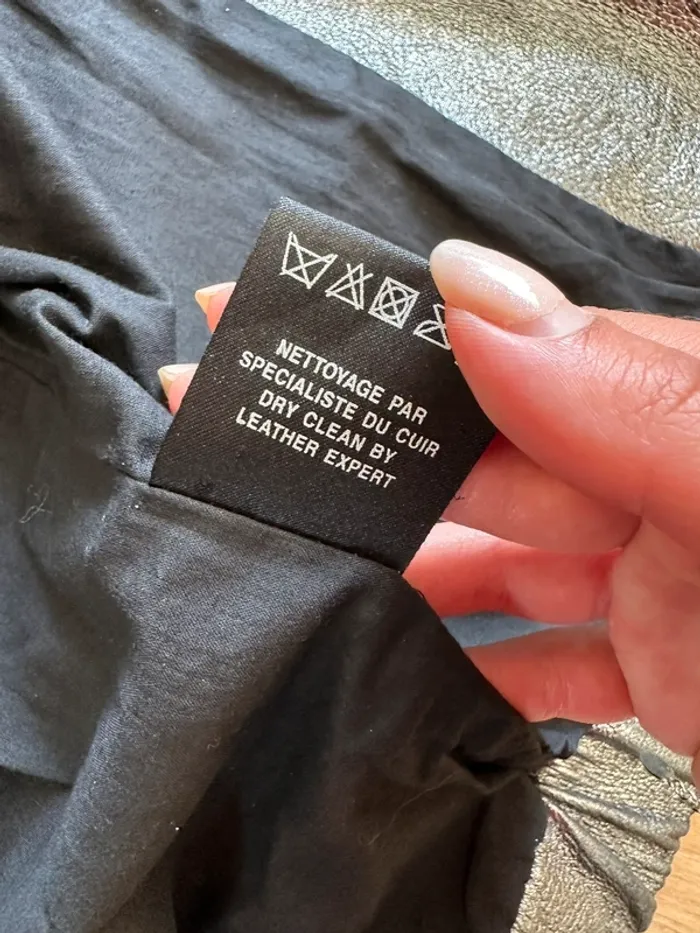 NETTOYAGE PAR
SPECIALISTE DU CUIR
DRY CLEAN BY
LEATHER EXPERT